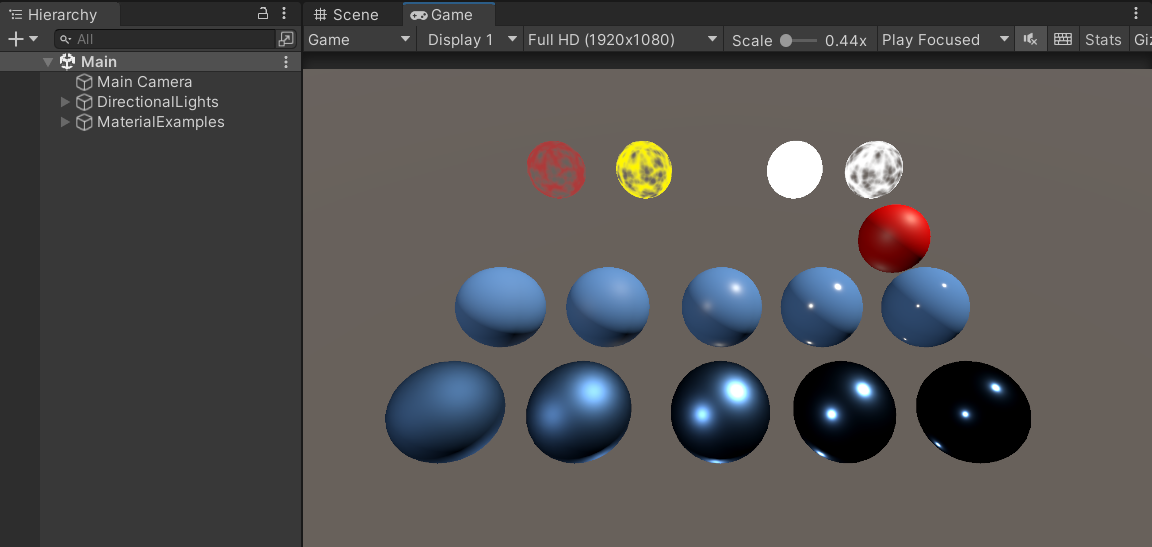 Hierarchy
Scene
Game
All
Game
Display 1
Full HD (1920x1080)
Scale
0.44x
Play Focused
Stats
Giz
Main
Main Camera
DirectionalLights
MaterialExamples